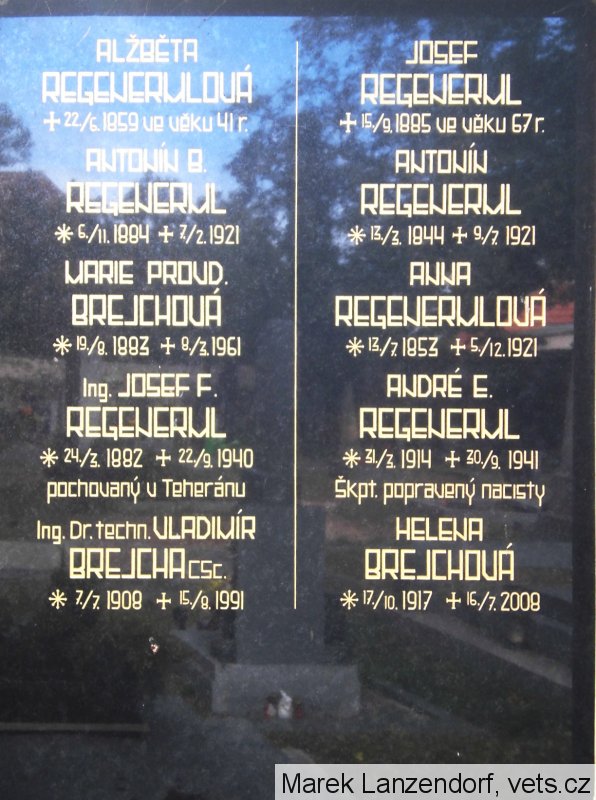 ALŽBĚTA
REGENERMLOVÁ
+ 22/6. 1859 ve věku 41 r.
ANTONÍN B.
REGENERML
* 6./11. 1884 + 7/2. 1921
MARIE PROVD.
BREJCHOVÁ
* 19/8. 1883 + 8/3. 1961
Ing. JOSEF F.
REGENERML
* 24./3. 1882 + 22./9. 1940
pochovaný v Teheránu
Ing. Dr. techn. VLADIMÍR
BREJCHA CSc.
* 7/7. 1908 + 15./8. 1991
JOSEF
REGENERML
+ 15./9. 1885 ve věku 67 r.
ANTONÍN
REGENERML
* 13./3. 1844 + 9/7. 1921
ANNA
REGENERMLOVÁ
* 13/7. 1853 + 5/12. 1921
ANDRÉ E.
REGENERML
* 31/3. 1914 + 30/9. 1941
Škpt. popravený nacisty
HELENA
BREJCHOVÁ
* 17./10. 1917 + 16./7. 2008
Marek Lanzendorf, vets.cz